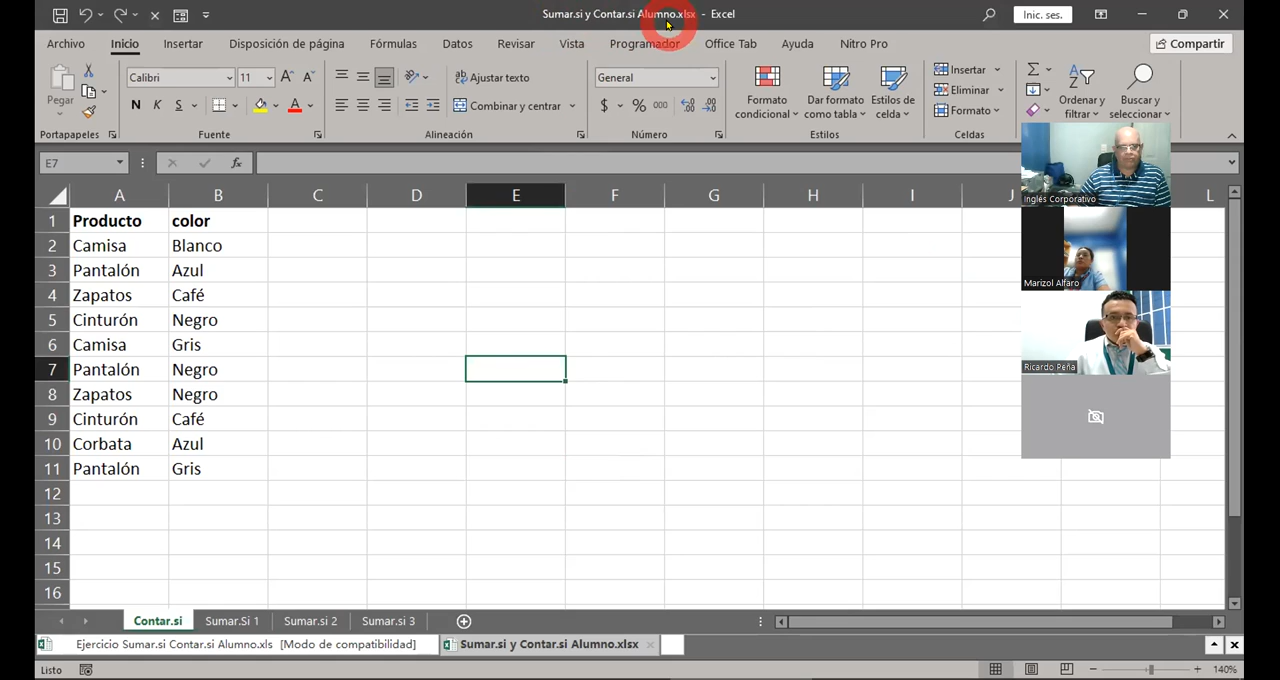 Sumar.si y Contar.si Alumno.xlsx - Excel
Inic. ses.
Archivo Inicio Insertar Disposición de página Fórmulas Datos Revisar Vista Programador Office Tab Ayuda Nitro Pro Compartir
Pegar
Portapapeles
Calibri 11
N K S
Fuente
Ajustar texto
Combinar y centrar
Alineación
General
$ % 000
Número
Formato condicional
Dar formato como tabla
Estilos de celda
Estilos
Insertar
Eliminar
Formato
Celdas
Ordenar y filtrar
Buscar y seleccionar
E7 fx
A B C D E F G H I J L
1 Producto color
2 Camisa Blanco
3 Pantalón Azul
4 Zapatos Café
5 Cinturón Negro
6 Camisa Gris
7 Pantalón Negro
8 Zapatos Negro
9 Cinturón Café
10 Corbata Azul
11 Pantalón Gris
12
13
14
15
16
Inglés Corporativo
Marizol Alfaro
Ricardo Peña
Contar.si Sumar.Si 1 Sumar.si 2 Sumar.si 3
Ejercicio Sumar.si Contar.si Alumno.xls [Modo de compatibilidad] Sumar.si y Contar.si Alumno.xlsx
Listo 140%